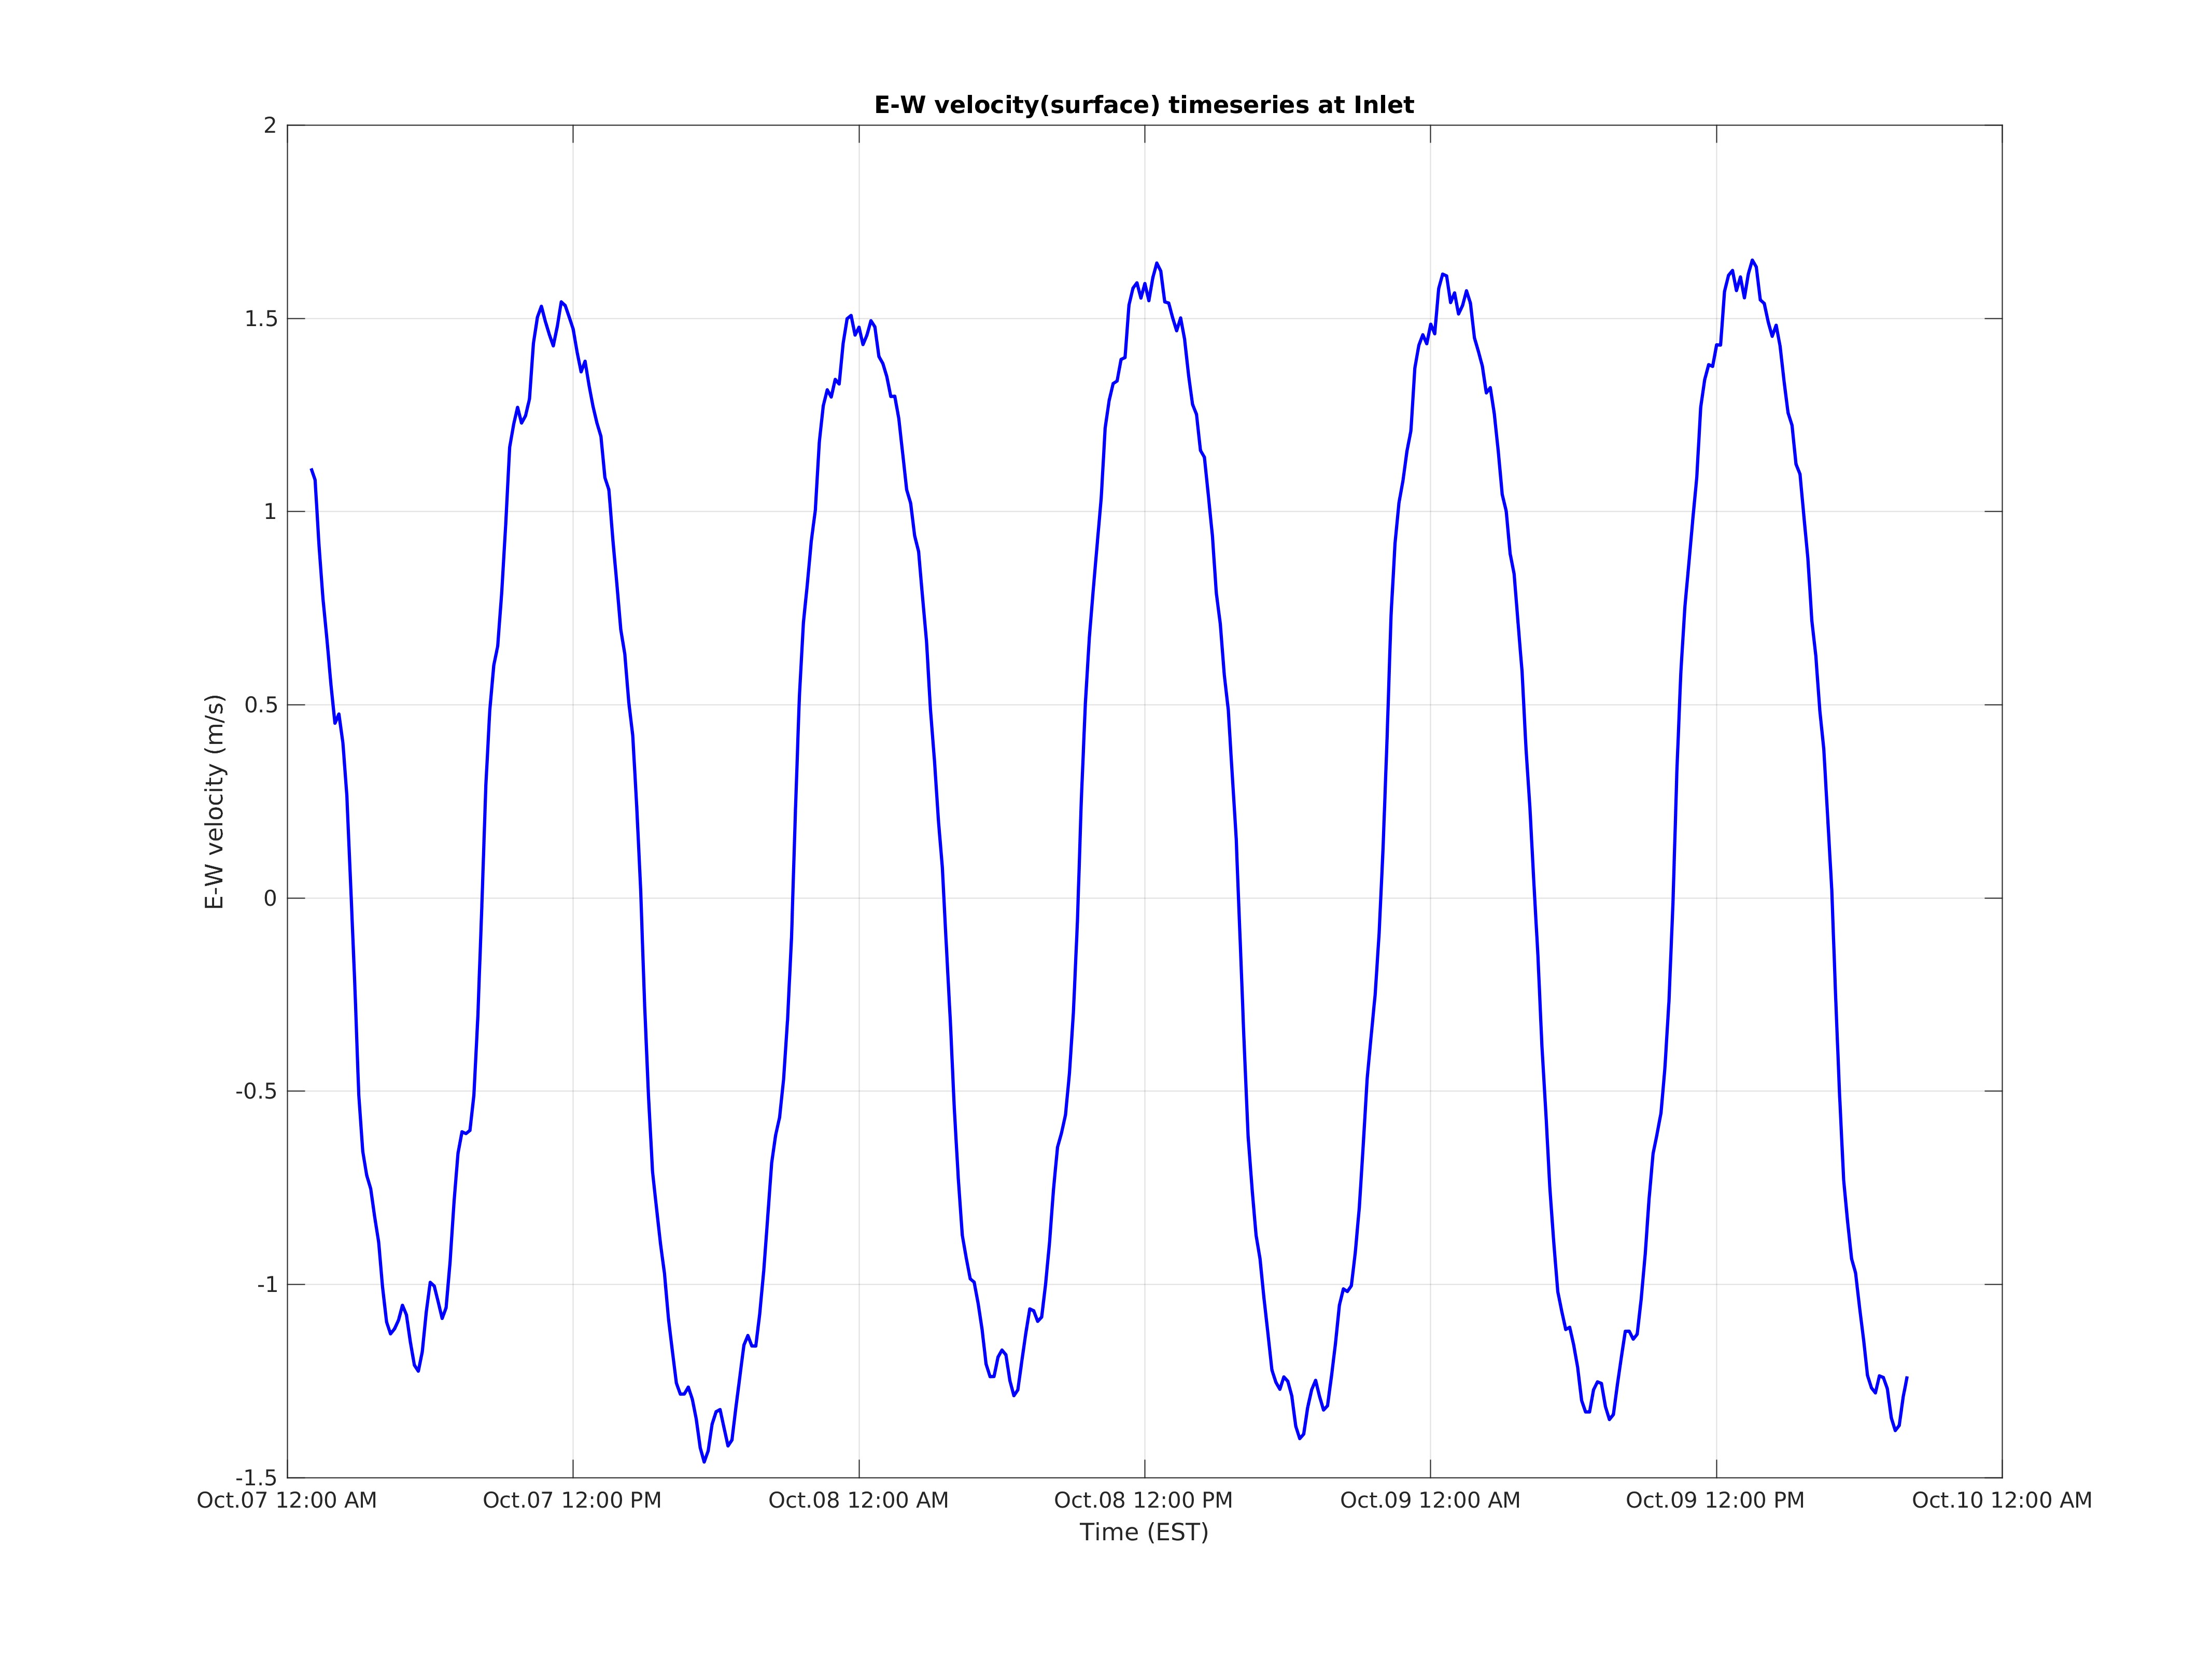 E-W velocity(surface) timeseries at Inlet
2
1.5
1
0.5
0
-0.5
-1
-1.5
E-W velocity (m/s)
Oct.07 12:00 AM Oct.07 12:00 PM Oct.08 12:00 AM Oct.08 12:00 PM Oct.09 12:00 AM Oct.09 12:00 PM Oct.10 12:00 AM
Time (EST)